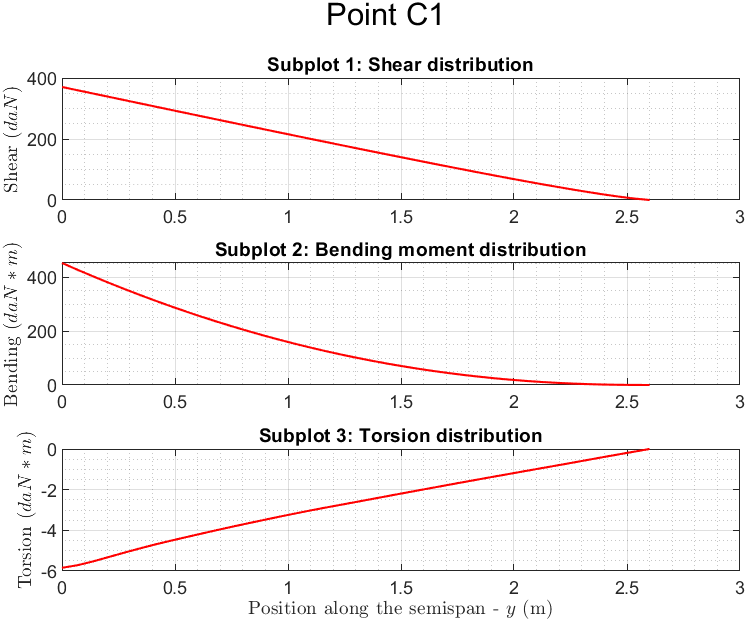 Point C1
Subplot 1: Shear distribution
Shear (daN)
400
200
0
0 0.5 1 1.5 2 2.5 3
Subplot 2: Bending moment distribution
Bending (daN * m)
400
200
0
0 0.5 1 1.5 2 2.5 3
Subplot 3: Torsion distribution
Torsion (daN * m)
0
-2
-4
-6
0 0.5 1 1.5 2 2.5 3
Position along the semispan - y (m)